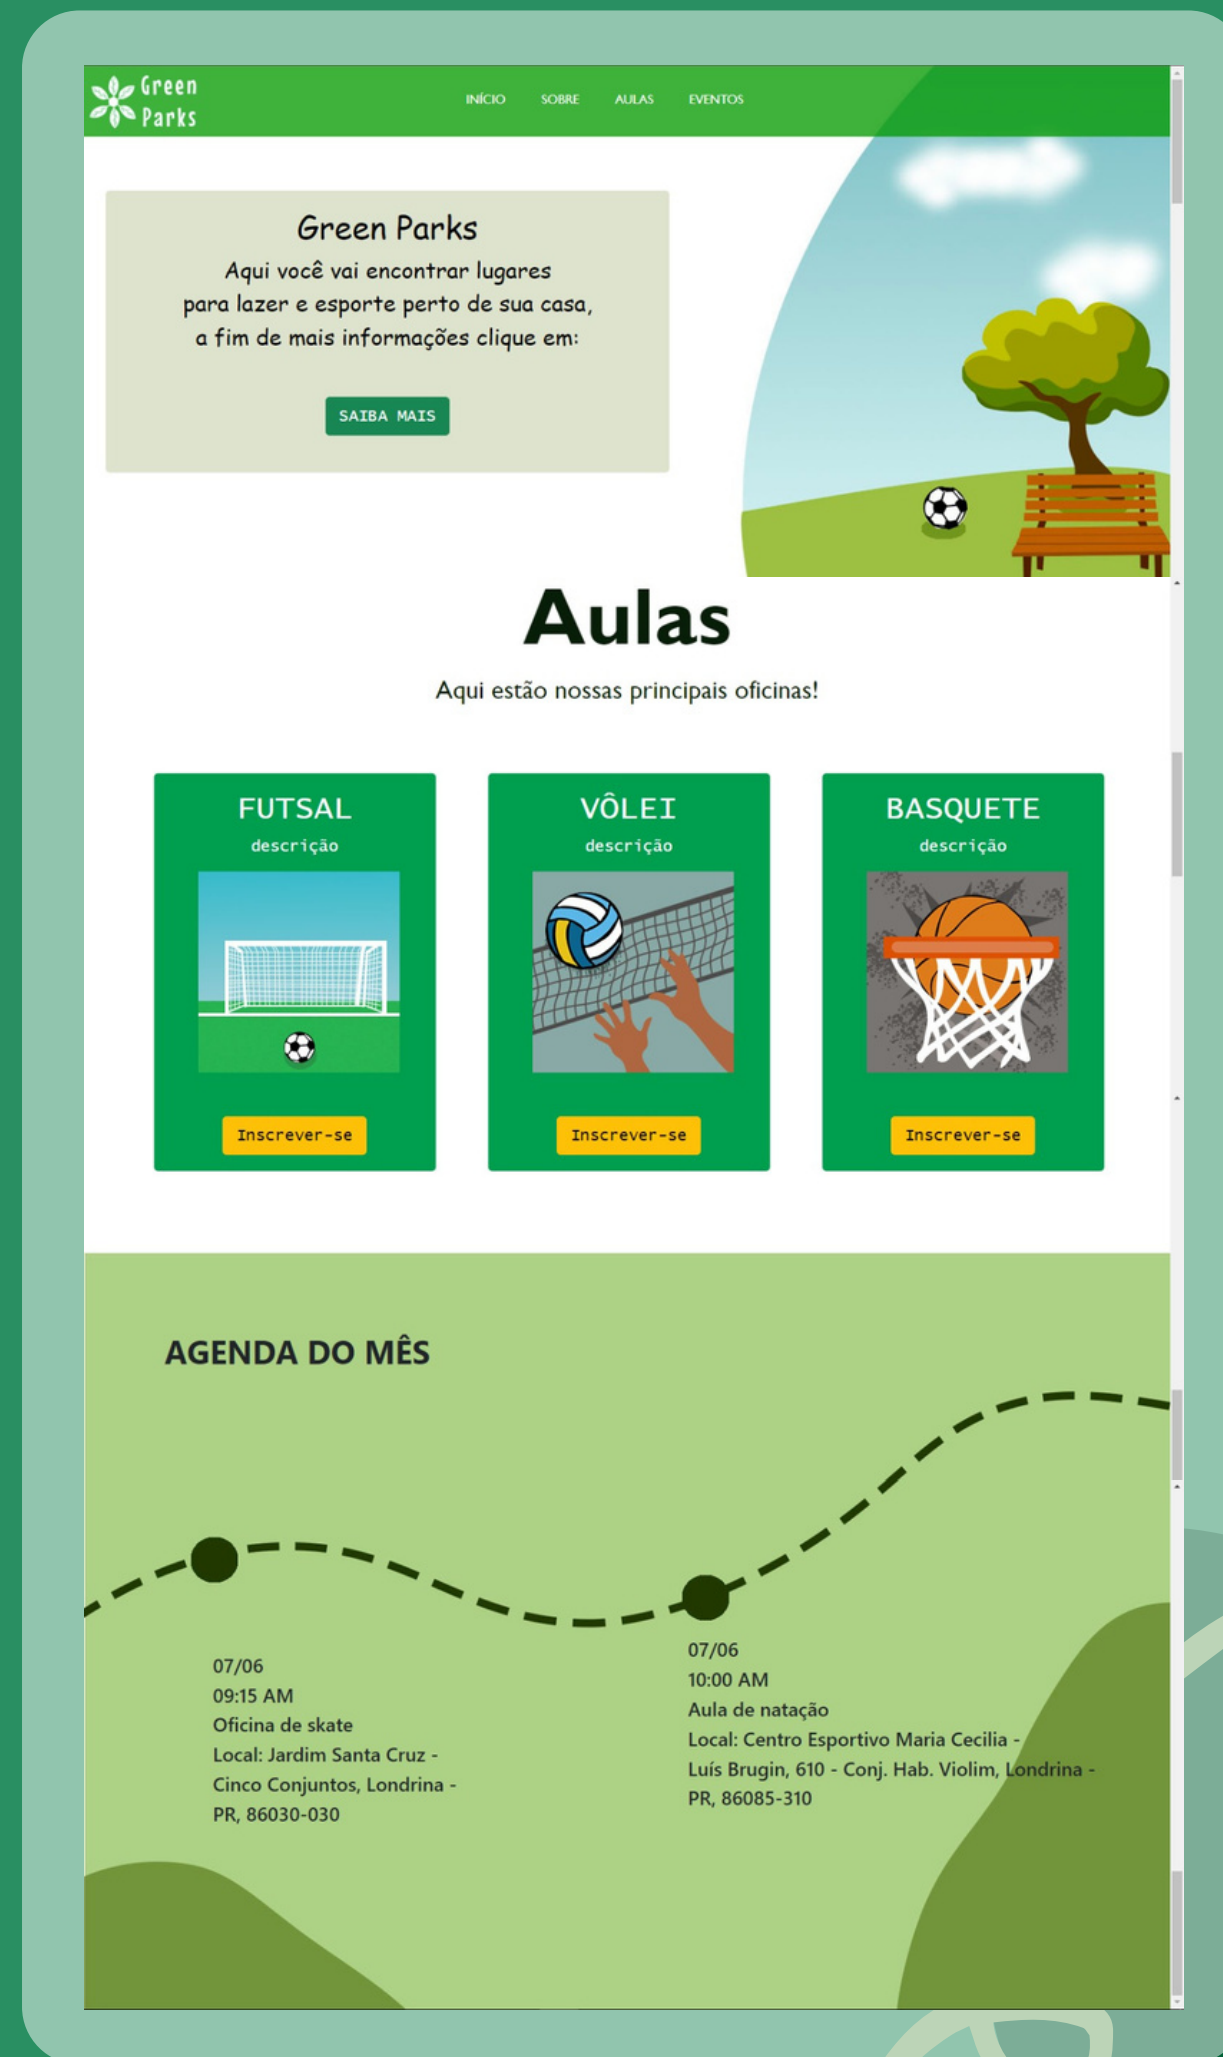 Green
Parks
INÍCIO SOBRE AULAS EVENTOS
Green Parks
Aqui você vai encontrar lugares
para lazer e esporte perto de sua casa,
a fim de mais informações clique em:
SAIBA MAIS
Aulas
Aqui estão nossas principais oficinas!
FUTSAL
descrição
Inscrever-se
VÔLEI
descrição
Inscrever-se
BASQUETE
descrição
Inscrever-se
AGENDA DO MÊS
07/06
09:15 AM
Oficina de skate
Local: Jardim Santa Cruz -
Cinco Conjuntos, Londrina -
PR, 86030-030
07/06
10:00 AM
Aula de natação
Local: Centro Esportivo Maria Cecilia -
Luís Brugin, 610 - Conj. Hab. Violim, Londrina -
PR, 86085-310